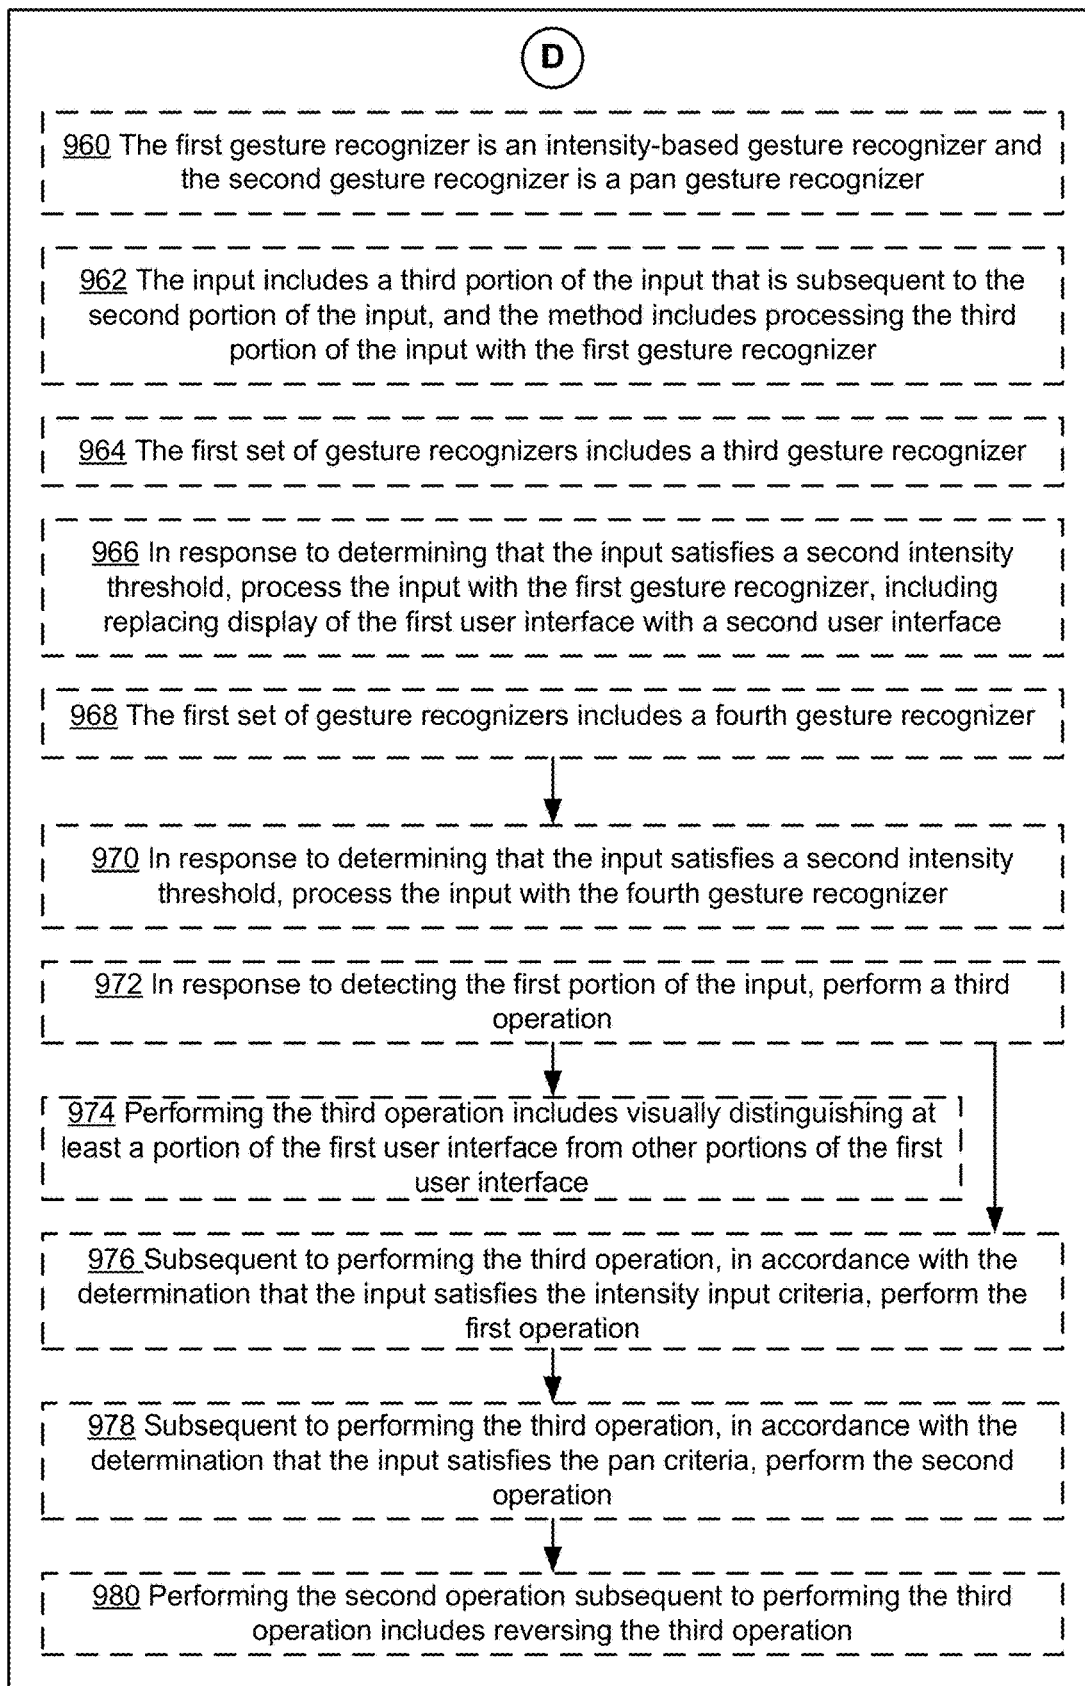 D
960 The first gesture recognizer is an intensity-based gesture recognizer and
the second gesture recognizer is a pan gesture recognizer
962 The input includes a third portion of the input that is subsequent to the
second portion of the input, and the method includes processing the third
portion of the input with the first gesture recognizer
964 The first set of gesture recognizers includes a third gesture recognizer
966 In response to determining that the input satisfies a second intensity
threshold, process the input with the first gesture recognizer, including
replacing display of the first user interface with a second user interface
968 The first set of gesture recognizers includes a fourth gesture recognizer
970 In response to determining that the input satisfies a second intensity
threshold, process the input with the fourth gesture recognizer
972 In response to detecting the first portion of the input, perform a third
operation
974 Performing the third operation includes visually distinguishing at
least a portion of the first user interface from other portions of the first
user interface
976 Subsequent to performing the third operation, in accordance with the
determination that the input satisfies the intensity input criteria, perform the
first operation
978 Subsequent to performing the third operation, in accordance with the
determination that the input satisfies the pan criteria, perform the second
operation
980 Performing the second operation subsequent to performing the third
operation includes reversing the third operation